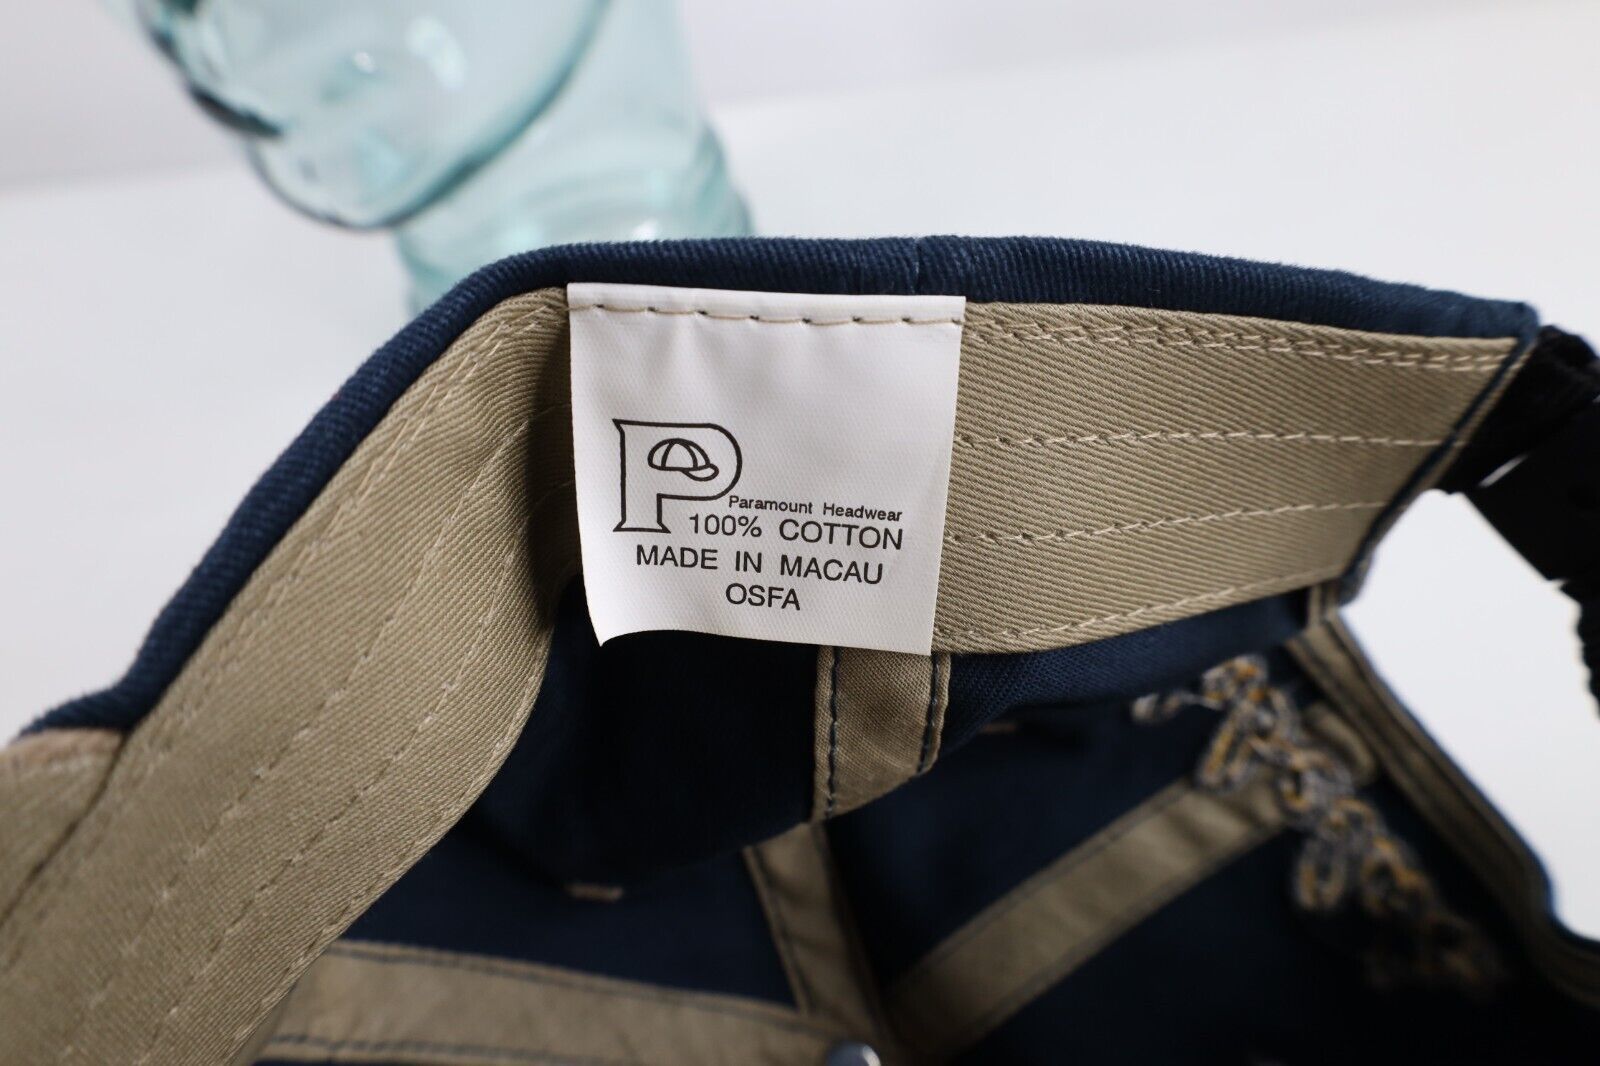 P
Paramount Headwear
100% COTTON
MADE IN MACAU
OSFA